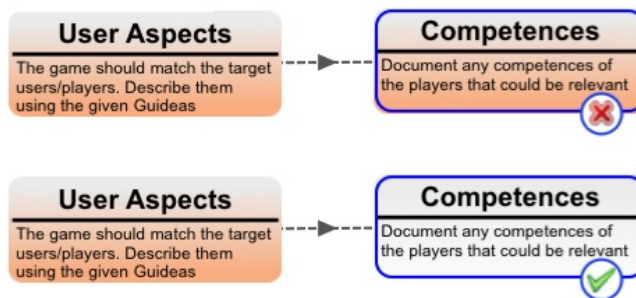 User Aspects
The game should match the target
users/players. Describe them
using the given Guideas
Competences
Document any competences of
the players that could be relevant
User Aspects
The game should match the target
users/players. Describe them
using the given Guideas
Competences
Document any competences of
the players that could be relevant